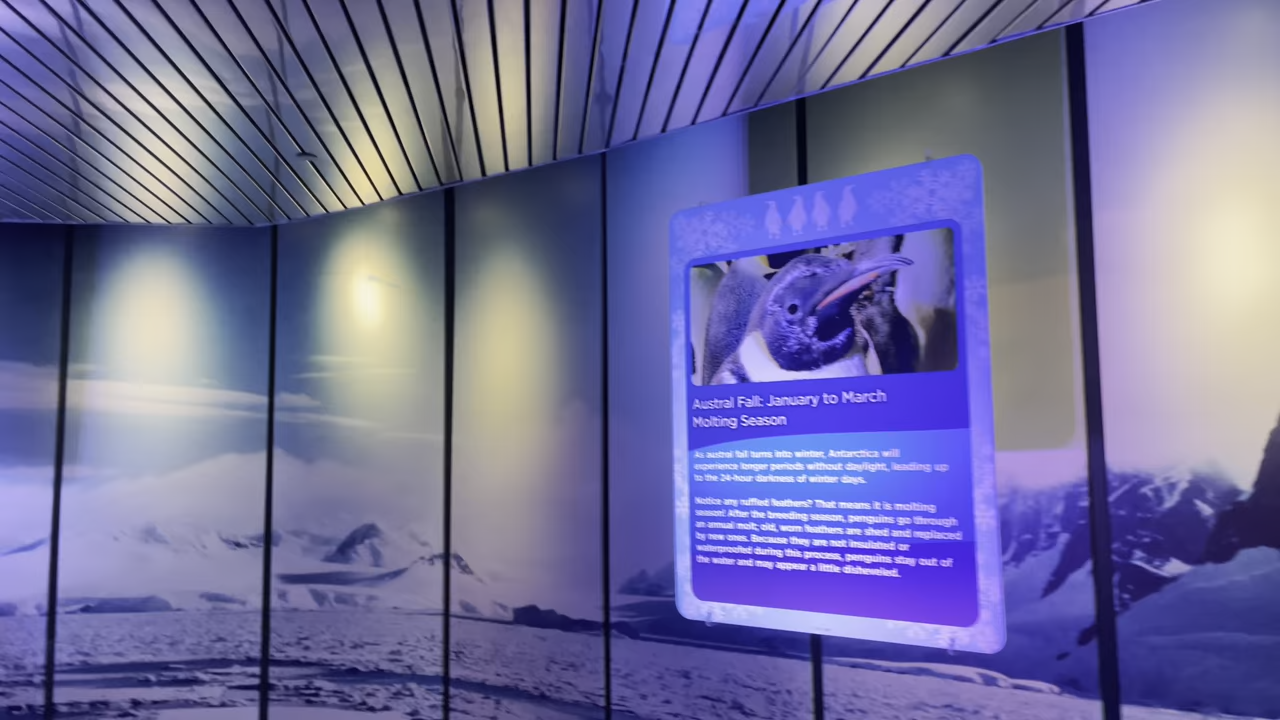 Austral Fall: January to March
Molting Season
As austral fall turns into winter, Antarctica will
experience longer periods without daylight, leading up
to the 24-hour darkness of winter days.
Notice any ruffled feathers? That means it is molting
season! After the breeding season, penguins go through
an annual molt; old, worn feathers are shed and replaced
by new ones. Because they are not insulated or
waterproofed during this process, penguins stay out of
the water and may appear a little disheveled.